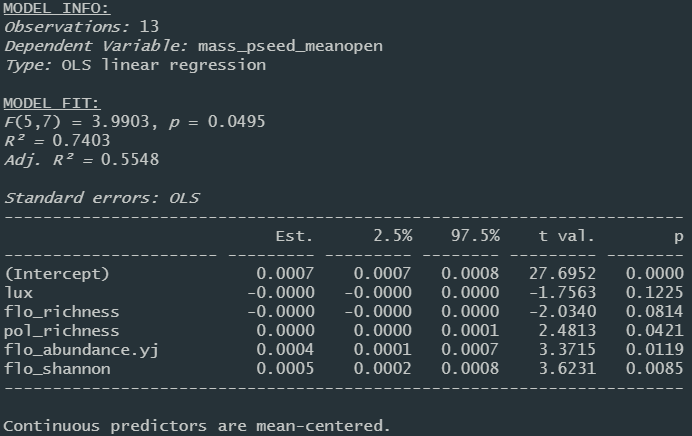 MODEL INFO:
Observations: 13
Dependent Variable: mass_pseed_meanopen
Type: OLS linear regression
MODEL FIT:
F(5,7) = 3.9903, p = 0.0495
R² = 0.7403
Adj. R² = 0.5548
Standard errors: OLS
--------------------------------------------------------------------
Est. 2.5% 97.5% t val. p
---------------------- --------- --------- --------- --------- --------
(Intercept) 0.0007 0.0007 0.0008 27.6952 0.0000
lux -0.0000 -0.0000 0.0000 -1.7563 0.1225
flo_richness -0.0000 -0.0000 0.0000 -2.0340 0.0814
pol_richness 0.0000 0.0000 0.0001 2.4813 0.0421
flo_abundance.yj 0.0004 0.0001 0.0007 3.3715 0.0119
flo_shannon 0.0005 0.0002 0.0008 3.6231 0.0085
--------------------------------------------------------------------
Continuous predictors are mean-centered.